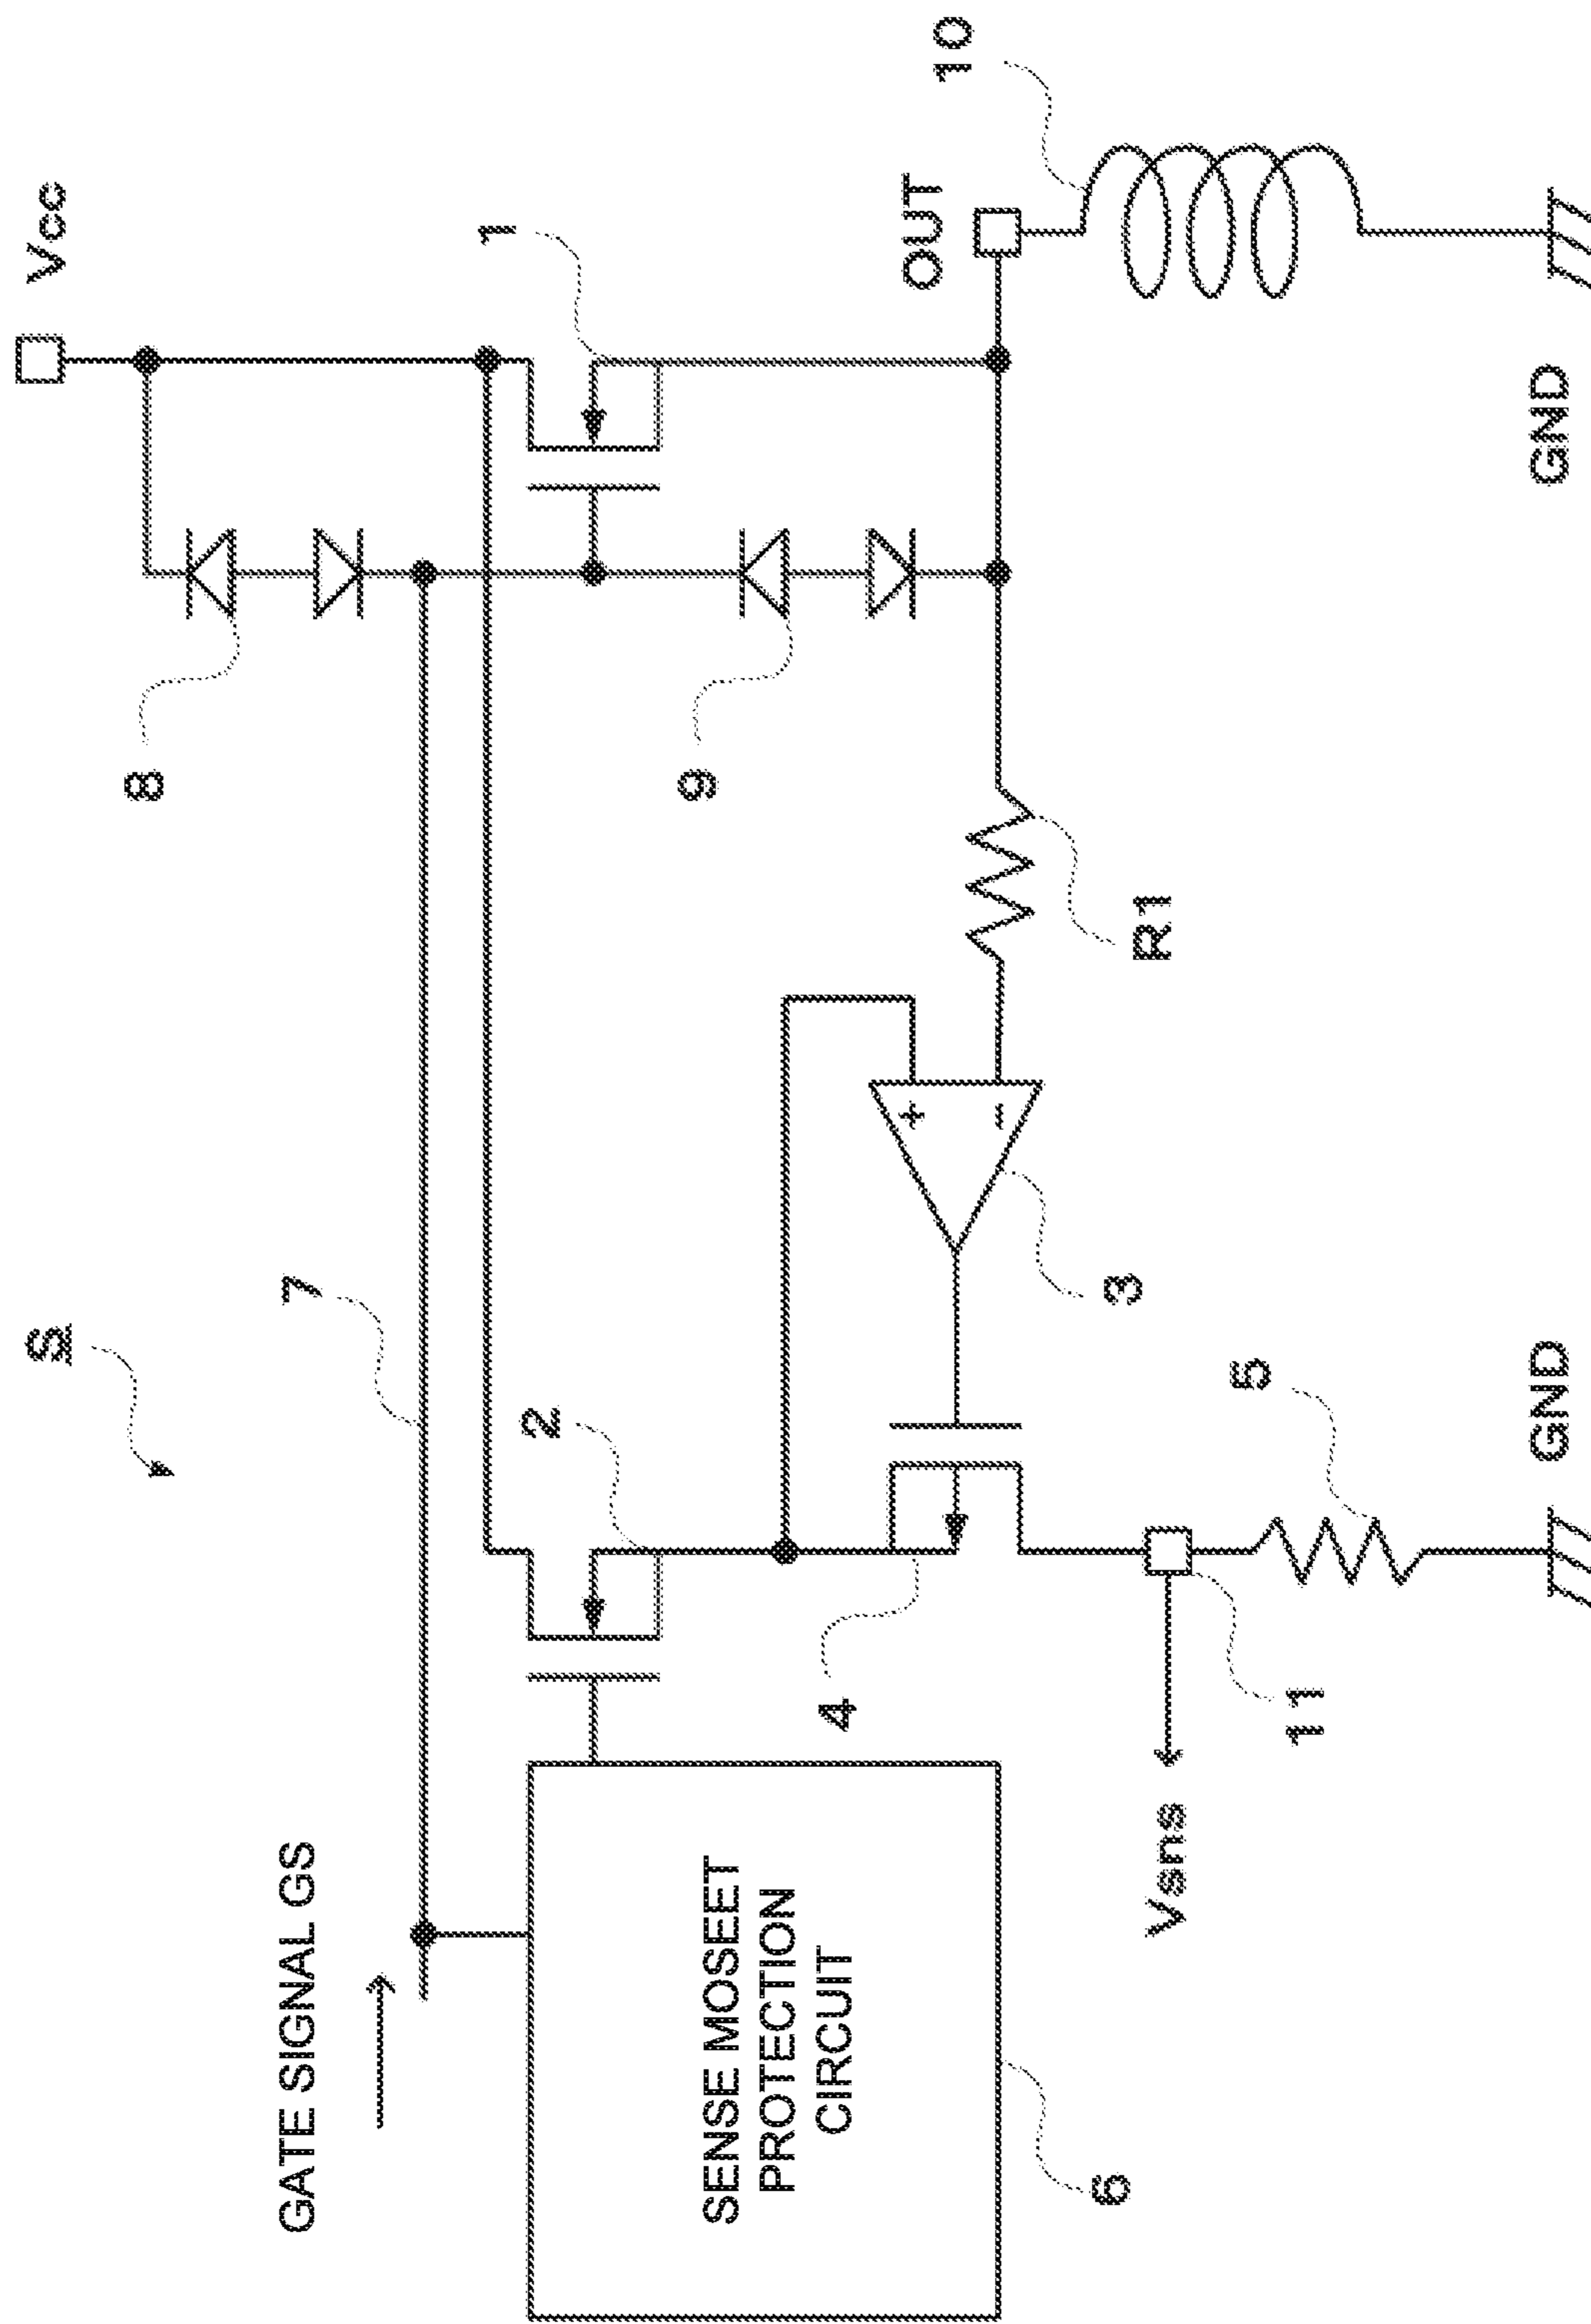 S
Vcc
GATE SIGNAL GS
7
8
1
2
SENSE MOSEET
PROTECTION
CIRCUIT
9
4
OUT
10
+
−
3
R1
6
Vsns
11
5
GND
GND